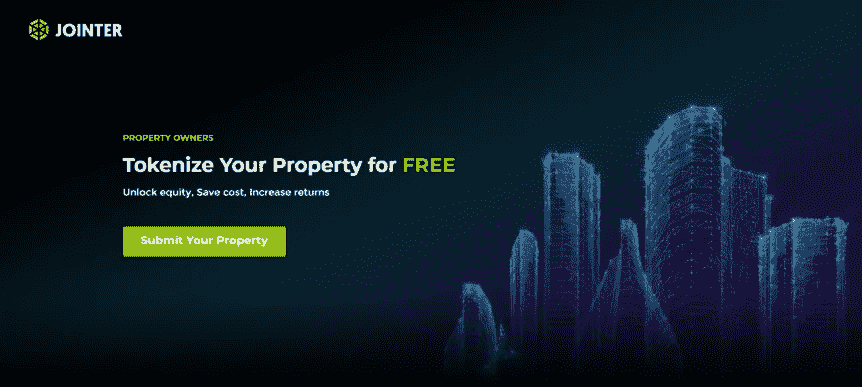 JOINTER
PROPERTY OWNERS
Tokenize Your Property for FREE
Unlock equity, Save cost, Increase returns
Submit Your Property